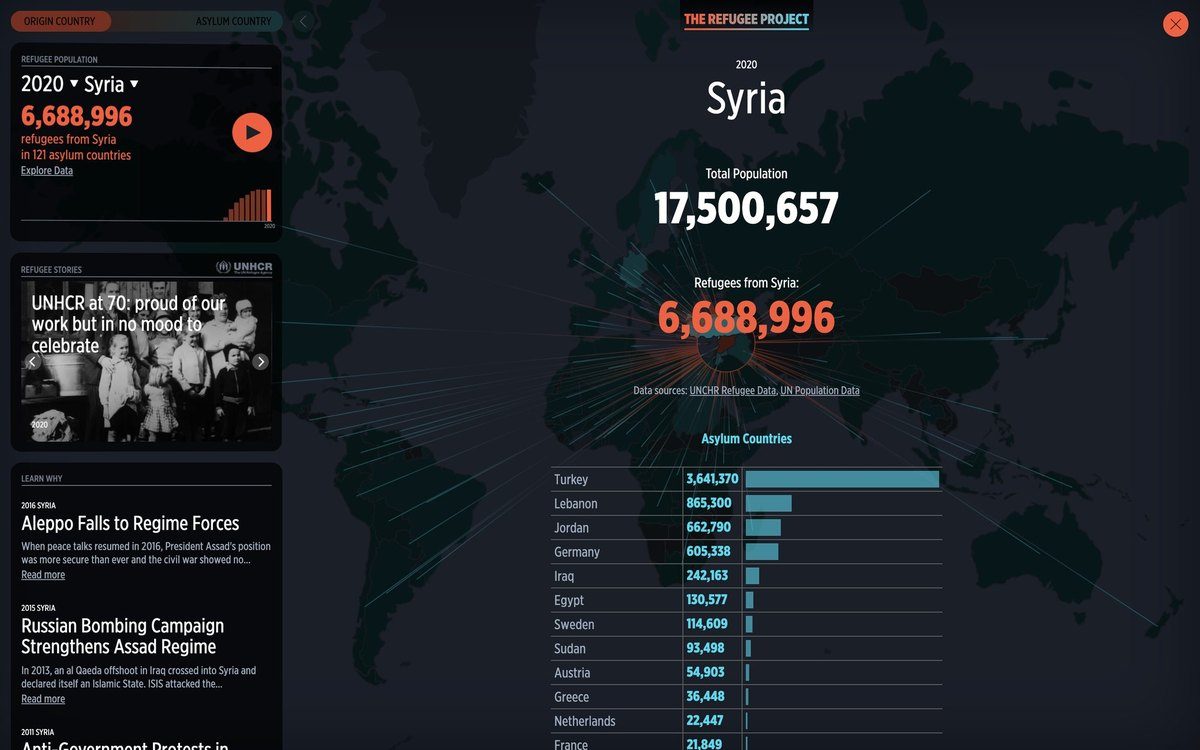 ORIGIN COUNTRY
ASYLUM COUNTRY
THE REFUGEE PROJECT
REFUGEE POPULATION
2020 ▾ Syria ▾
6,688,996
refugees from Syria
in 121 asylum countries
Explore Data
2020
REFUGEE STORIES
UNHCR
The UN Refugee Agency
UNHCR at 70: proud of our
work but in no mood to
celebrate
2020
LEARN WHY
2016 SYRIA
Aleppo Falls to Regime Forces
When peace talks resumed in 2016, President Assad's position
was more secure than ever and the civil war showed no...
Read more
2015 SYRIA
Russian Bombing Campaign
Strengthens Assad Regime
In 2013, an al Qaeda offshoot in Iraq crossed into Syria and
declared itself an Islamic State. ISIS attacked the...
Read more
2011 SYRIA
Anti-Government Protests in
2020
Syria
Total Population
17,500,657
Refugees from Syria:
6,688,996
Data sources: UNCHR Refugee Data, UN Population Data
Asylum Countries
Turkey 3,641,370
Lebanon 865,300
Jordan 662,790
Germany 605,338
Iraq 242,163
Egypt 130,577
Sweden 114,609
Sudan 93,498
Austria 54,903
Greece 36,448
Netherlands 22,447
France 21,849